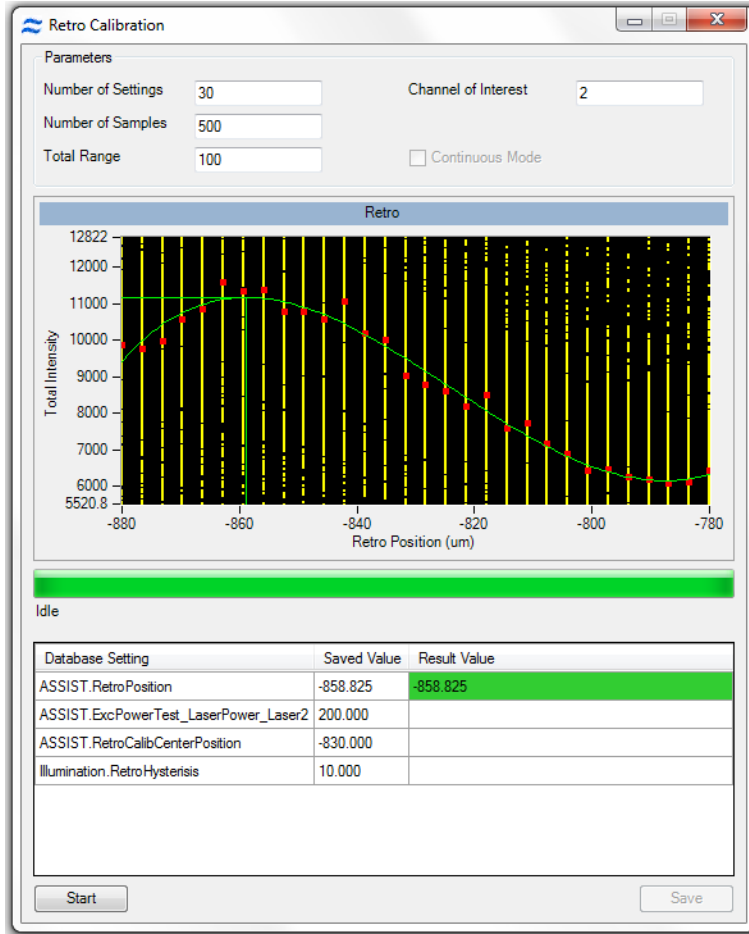 Retro Calibration
Parameters
Number of Settings 30 Channel of Interest 2
Number of Samples 500
Total Range 100 Continuous Mode
Retro
12822
12000
11000
10000
9000
8000
7000
6000
5520.8
Total Intensity
-880 -860 -840 -820 -800 -780
Retro Position (um)
Idle
Database Setting Saved Value Result Value
ASSIST.RetroPosition -858.825 -858.825
ASSIST.ExcPowerTest_LaserPower_Laser2 200.000
ASSIST.RetroCalibCenterPosition -830.000
Illumination.RetroHysterisis 10.000
Start Save